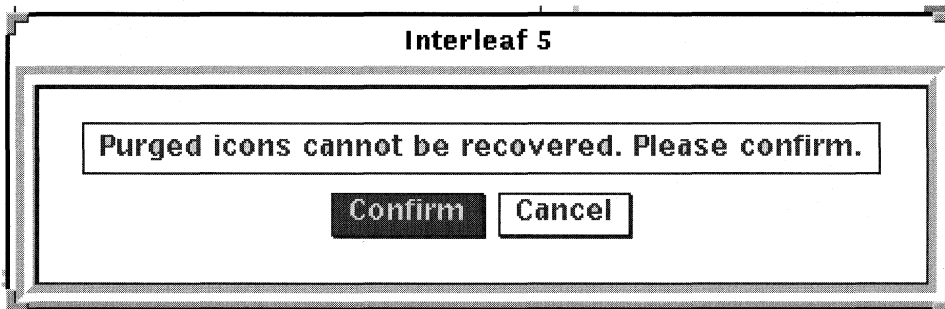 Interleaf 5
Purged icons cannot be recovered. Please confirm.
Confirm Cancel